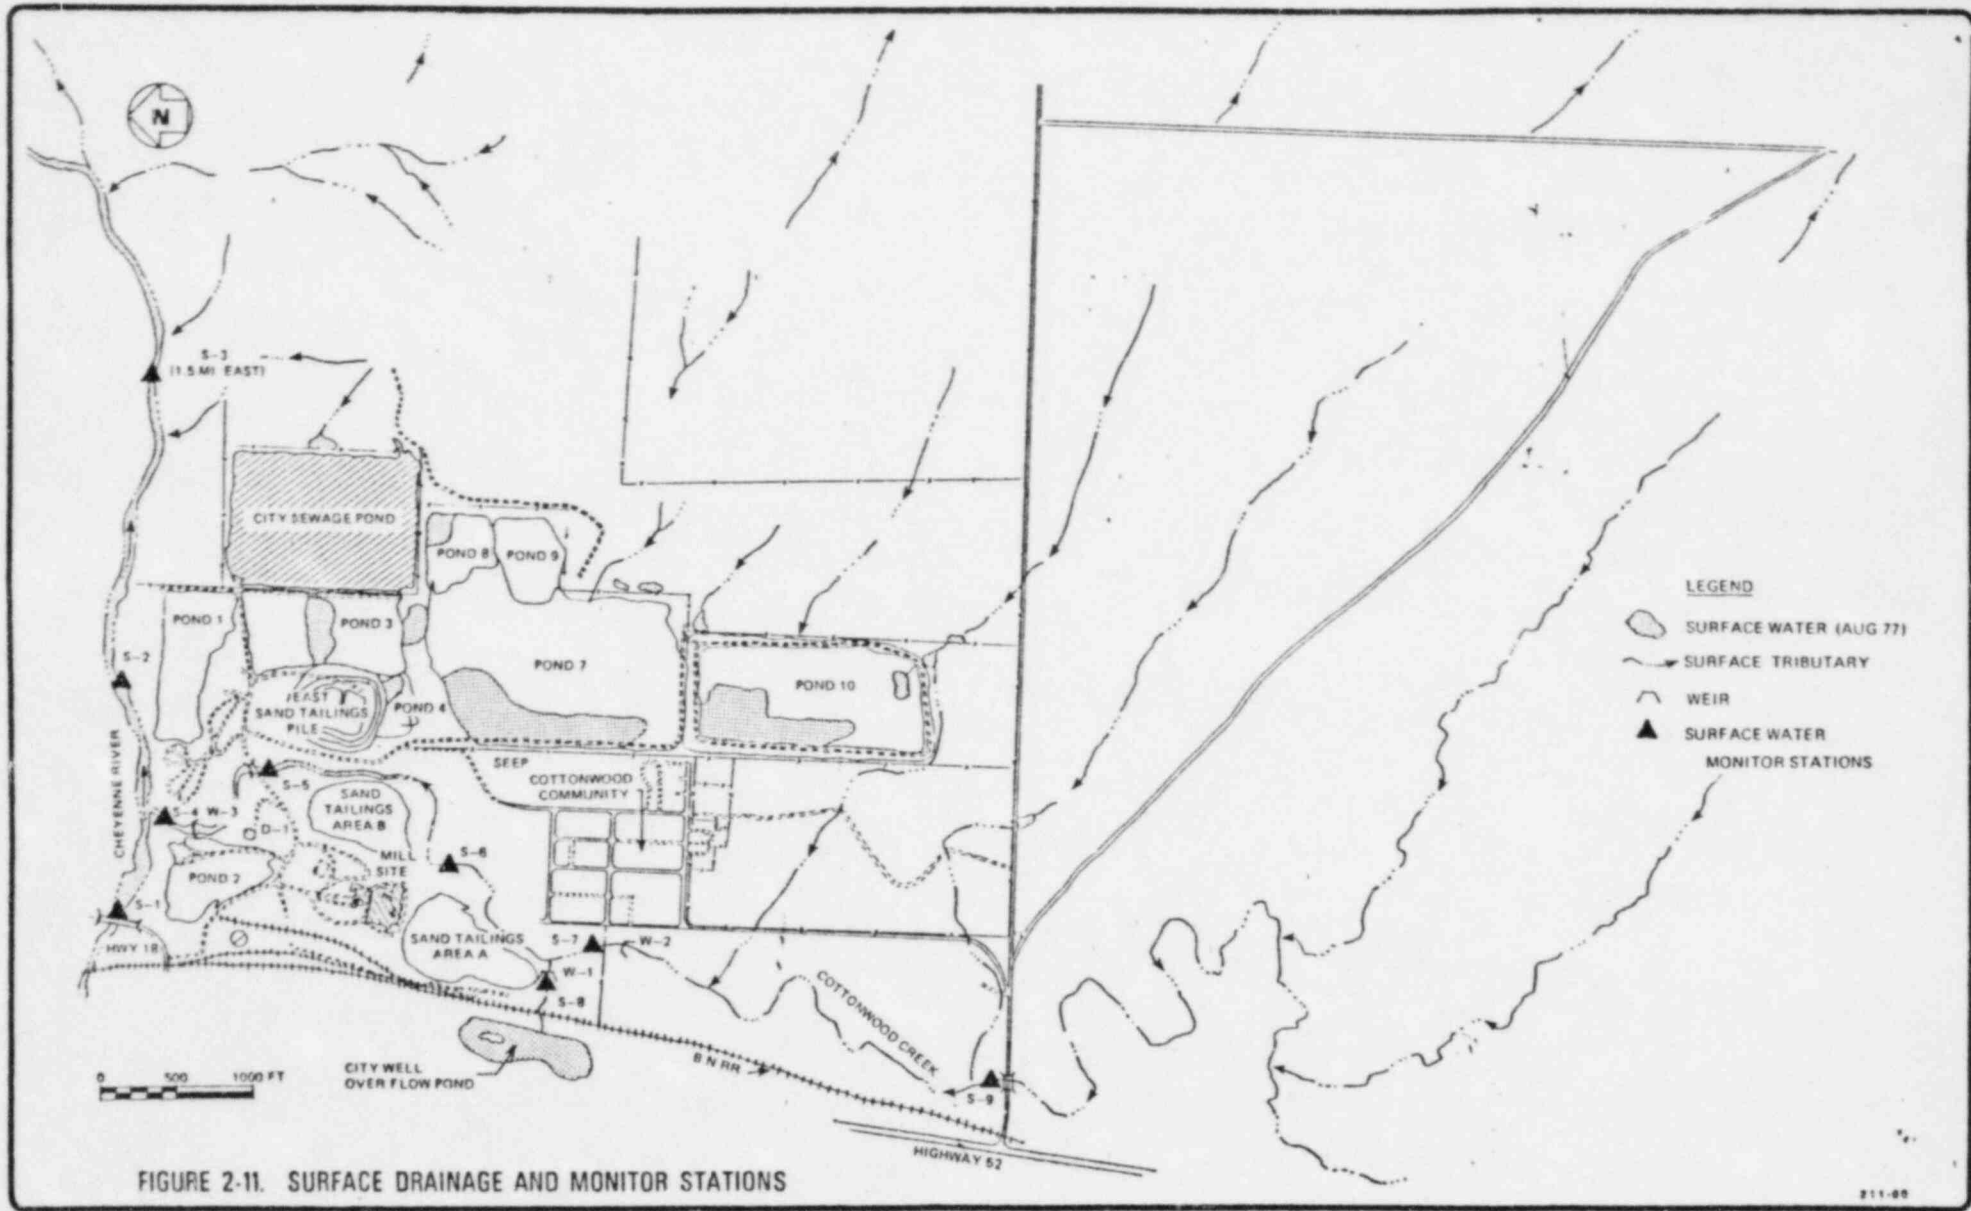 N
S-3
(1.5 MI. EAST)
CITY SEWAGE POND
POND 8
POND 9
POND 1
POND 3
S-2
POND 7
POND 10
EAST
SAND TAILINGS
PILE
POND 4
CHEYENNE RIVER
SEEP
COTTONWOOD
COMMUNITY
S-5
SAND
TAILINGS
AREA B
S-4
W-3
D-1
MILL
SITE
S-6
POND 2
S-1
HWY 18
SAND TAILINGS
AREA A
S-7
W-2
W-1
S-8
COTTONWOOD CREEK
B N RR
S-9
CITY WELL
OVER FLOW POND
0 500 1000 FT
HIGHWAY 52
LEGEND
SURFACE WATER (AUG 77)
SURFACE TRIBUTARY
WEIR
SURFACE WATER
MONITOR STATIONS
FIGURE 2-11. SURFACE DRAINAGE AND MONITOR STATIONS